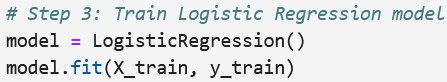 # Step 3: Train Logistic Regression model
model = LogisticRegression()
model.fit(X_train, y_train)